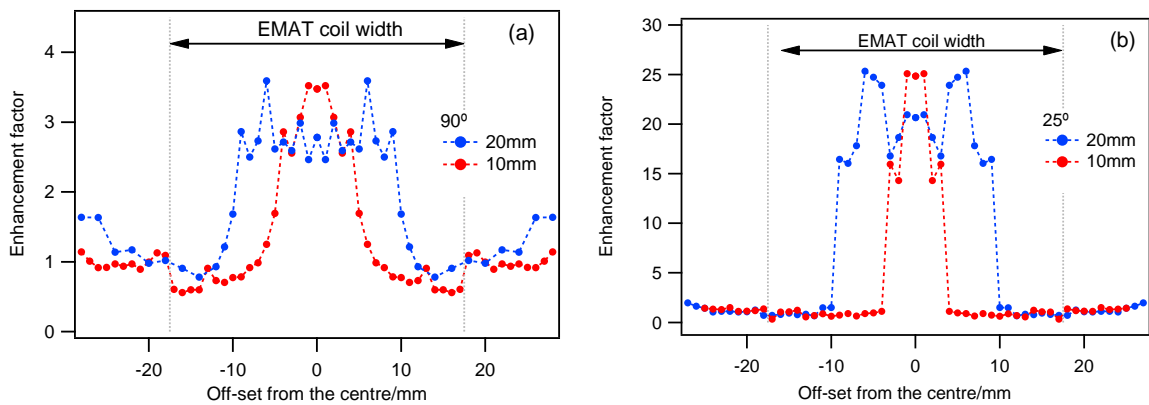 EMAT coil width
(a)
90º
20mm
10mm
4
3
2
1
0
Enhancement factor
-20
-10
0
10
20
Off-set from the centre/mm
EMAT coil width
(b)
25º
20mm
10mm
30
25
20
15
10
5
0
Enhancement factor
-20
-10
0
10
20
Off-set from the centre/mm